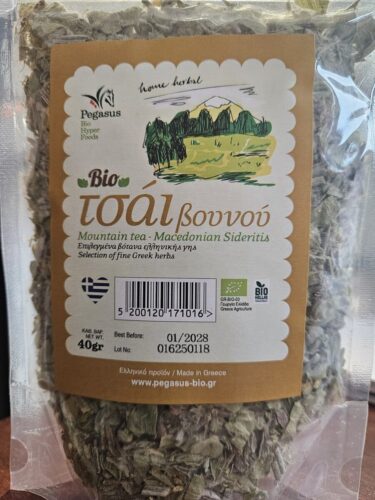 home herbal
Pegasus
Bio
Hyper
Foods
Bio
τσάι βουνού
Mountain tea - Macedonian Sideritis
Επιλεγμένα βότανα ελληνικής γης
Selection of fine Greek herbs
5 200120 171016 >
GR-BIO-03
Γεωργία Ελλάδας
Greece Agriculture
BIO
HELLAS
ΚΑΘ. ΒΑΡ.
NET WT.
40gr
Best Before: 01/2028
Lot No: 016250118
Ελληνικό προϊόν / Made in Greece
www.pegasus-bio.gr